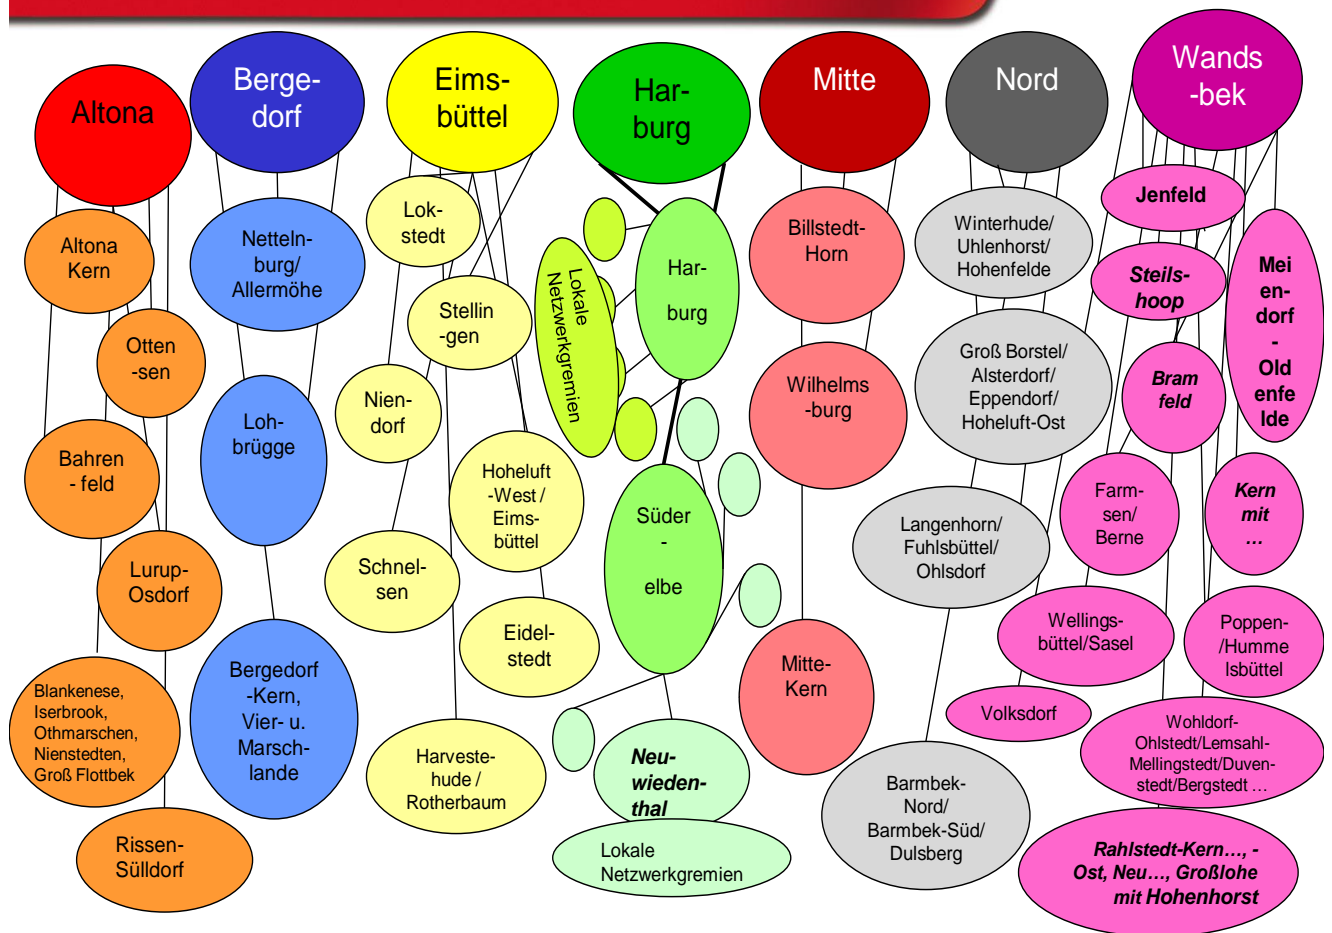 Altona
Altona
Kern
Otten
-sen
Bahren
- feld
Lurup-
Osdorf
Blankenese,
Iserbrook,
Othmarschen,
Nienstedten,
Groß Flottbek
Rissen-
Sülldorf
Berge-
dorf
Netteln-
burg/
Allermöhe
Loh-
brügge
Bergedorf
-Kern,
Vier- u.
Marsch-
lande
Eims-
büttel
Lok-
stedt
Stellin
-gen
Nien-
dorf
Hoheluft
-West /
Eims-
büttel
Schnel-
sen
Eidel-
stedt
Harveste-
hude /
Rotherbaum
Har-
burg
Har-
burg
Lokale
Netzwerkgremien
Süder
-
elbe
Neu-
wieden-
thal
Lokale
Netzwerkgremien
Mitte
Billstedt-
Horn
Wilhelms
-burg
Mitte-
Kern
Nord
Winterhude/
Uhlenhorst/
Hohenfelde
Groß Borstel/
Alsterdorf/
Eppendorf/
Hoheluft-Ost
Langenhorn/
Fuhlsbüttel/
Ohlsdorf
Barmbek-
Nord/
Barmbek-Süd/
Dulsberg
Wands
-bek
Jenfeld
Steils-
hoop
Mei
en-
dorf
-
Old
enfe
lde
Bram
feld
Farm-
sen/
Berne
Kern
mit
...
Wellings-
büttel/Sasel
Poppen-
/Humme
lsbüttel
Volksdorf
Wohldorf-
Ohlstedt/Lemsahl-
Mellingstedt/Duven-
stedt/Bergstedt ...
Rahlstedt-Kern..., -
Ost, Neu..., Großlohe
mit Hohenhorst